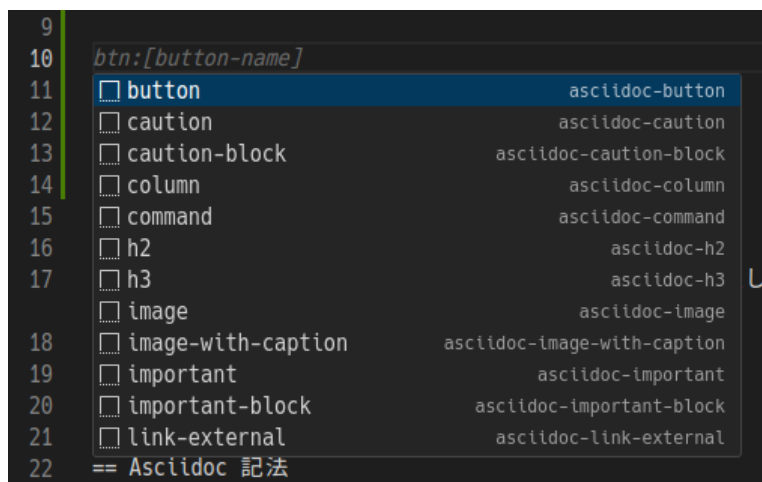 9
10 btn:[button-name]
11 button asciidoc-button
12 caution asciidoc-caution
13 caution-block asciidoc-caution-block
14 column asciidoc-column
15 command asciidoc-command
16 h2 asciidoc-h2
17 h3 asciidoc-h3 し
image asciidoc-image
18 image-with-caption asciidoc-image-with-caption
19 important asciidoc-important
20 important-block asciidoc-important-block
21 link-external asciidoc-link-external
22 == Asciidoc 記法